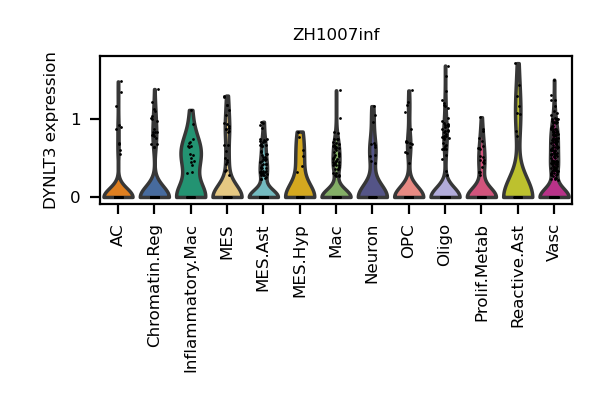 ZH1007inf
DYNLT3 expression
1
0
AC
Chromatin.Reg
Inflammatory.Mac
MES
MES.Ast
MES.Hyp
Mac
Neuron
OPC
Oligo
Prolif.Metab
Reactive.Ast
Vasc